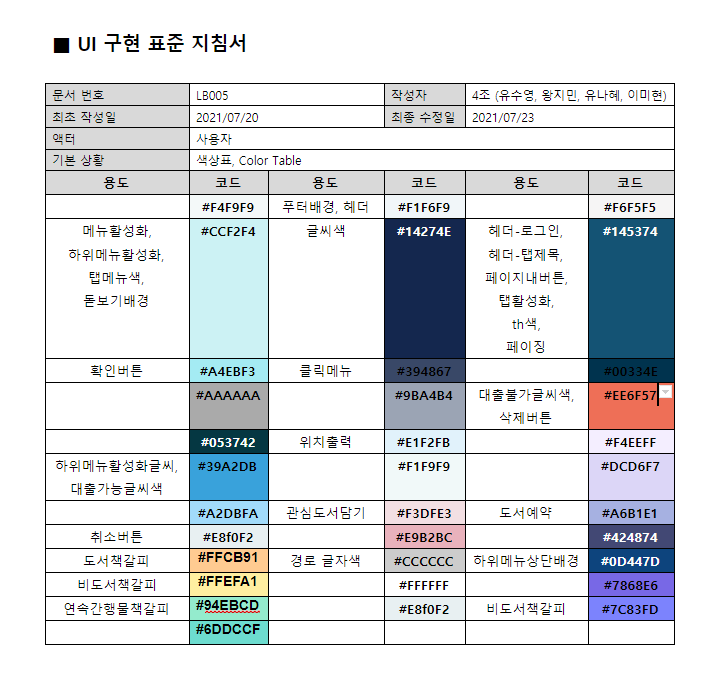 ■ UI 구현 표준 지침서
문서 번호 LB005 작성자 4조 (유수영, 왕지민, 유나혜, 이미현)
최초 작성일 2021/07/20 최종 수정일 2021/07/23
액터 사용자
기본 상황 색상표, Color Table
용도 코드 용도 코드 용도 코드
#F4F9F9 푸터배경, 헤더 #F1F6F9 #F6F5F5
메뉴활성화, #CCF2F4 글씨색 #14274E 헤더-로그인, #145374
하위메뉴활성화, 헤더-탭제목,
탭메뉴색, 페이지내버튼,
돋보기배경 탭활성화,
th색,
페이징
확인버튼 #A4EBF3 클릭메뉴 #394867 #00334E
#AAAAAA #9BA4B4 대출불가글씨색, #EE6F57
삭제버튼
#053742 위치출력 #E1F2FB #F4EEFF
하위메뉴활성화글씨, #39A2DB #F1F9F9 #DCD6F7
대출가능글씨색
#A2DBFA 관심도서담기 #F3DFE3 도서예약 #A6B1E1
취소버튼 #E8f0F2 #E9B2BC #424874
도서책갈피 #FFCB91 경로 글자색 #CCCCCC 하위메뉴상단배경 #0D447D
비도서책갈피 #FFEFA1 #FFFFFF #7868E6
연속간행물책갈피 #94EBCD #E8f0F2 비도서책갈피 #7C83FD
#6DDCCF